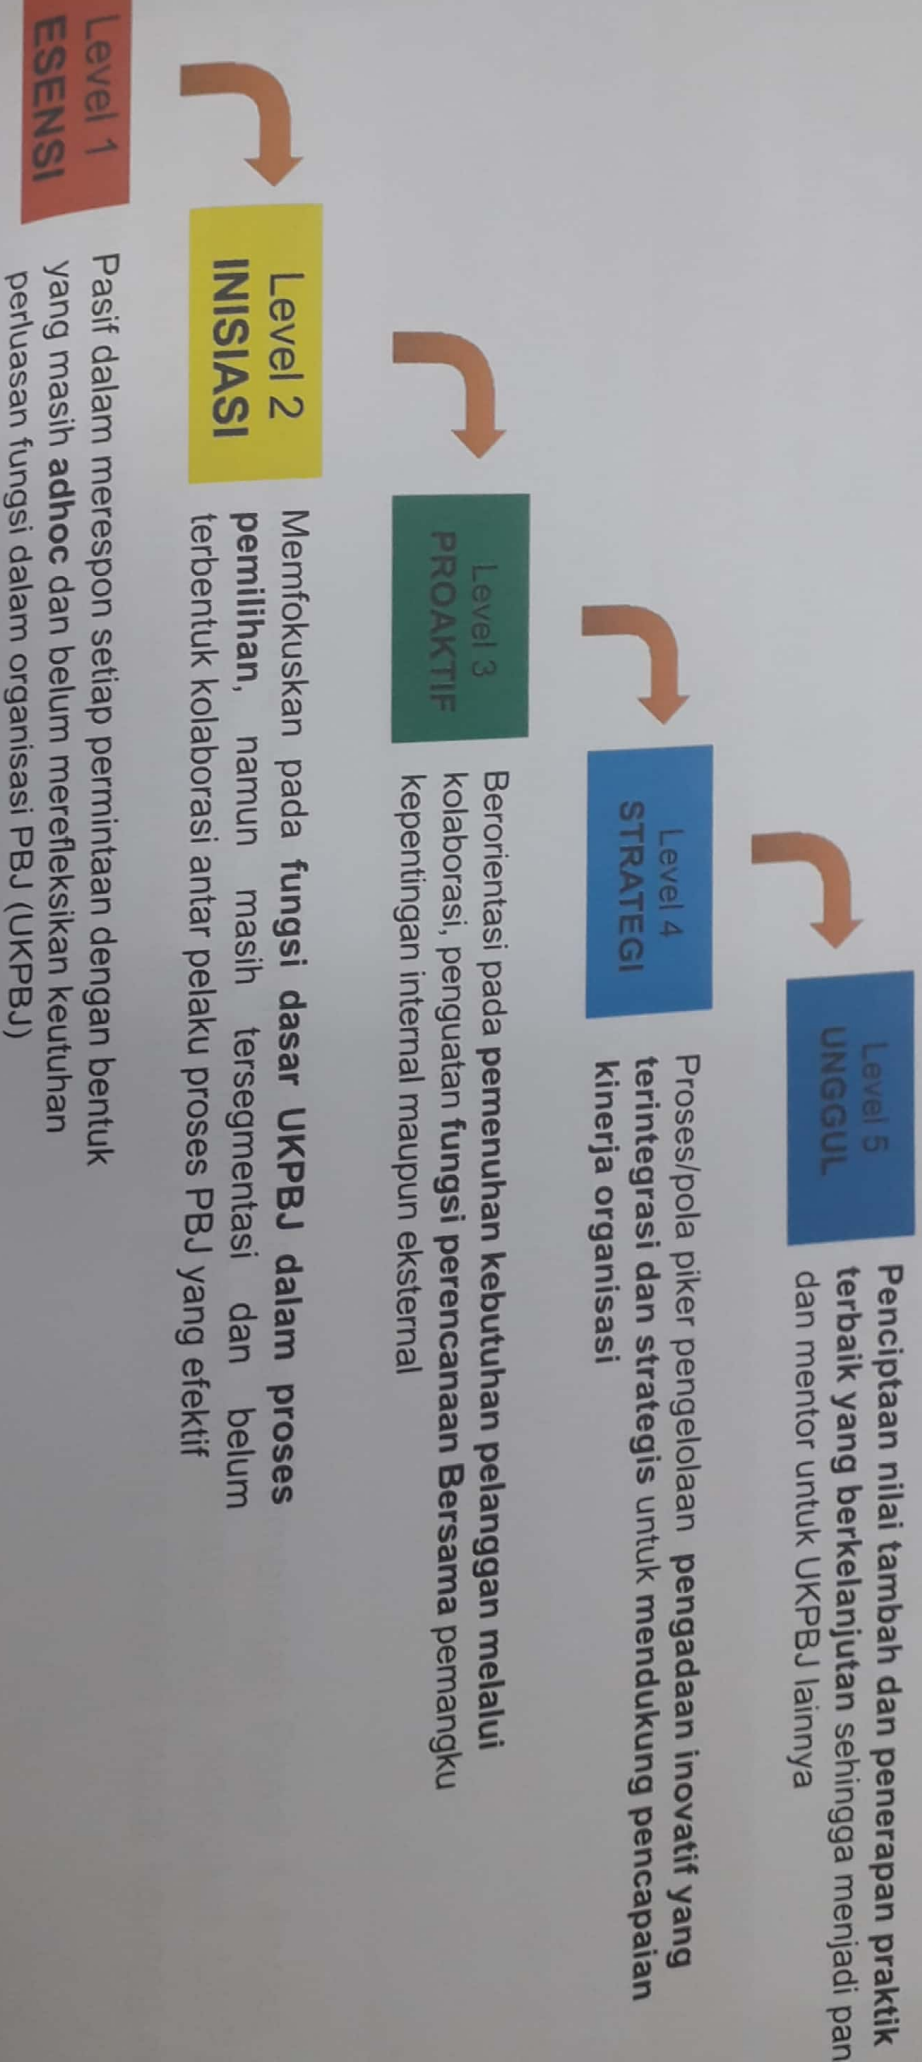 Level 5
UNGGUL
Penciptaan nilai tambah dan penerapan praktik
terbaik yang berkelanjutan sehingga menjadi
dan mentor untuk UKPBJ lainnya
Level 4
STRATEGI
Proses/pola piker pengelolaan pengadaan inovatif yang
terintegrasi dan strategis untuk mendukung pencapaian
kinerja organisasi
Level 3
PROAKTIF
Berorientasi pada pemenuhan kebutuhan pelanggan melalui
kolaborasi, penguatan fungsi perencanaan Bersama pemangku
kepentingan internal maupun eksternal
Level 2
INISIASI
Memfokuskan pada fungsi dasar UKPBJ dalam proses
pemilihan, namun masih tersegmentasi dan belum
terbentuk kolaborasi antar pelaku proses PBJ yang efektif
Level 1
ESENSI
Pasif dalam merespon setiap permintaan dengan bentuk
yang masih adhoc dan belum merefleksikan keutuhan
perluasan fungsi dalam organisasi PBJ (UKPBJ)